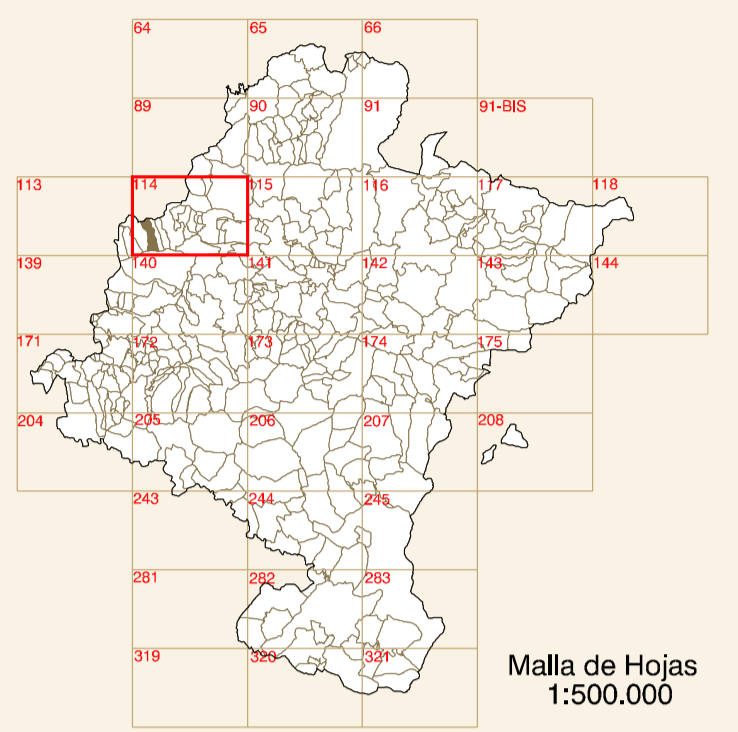 64 65 66
89 90 91 91-BIS
113 114 115 116 117 118
139 140 141 142 143 144
171 172 173 174 175
204 205 206 207 208
243 244 245
281 282 283
319 320 321
Malla de Hojas
1:500.000